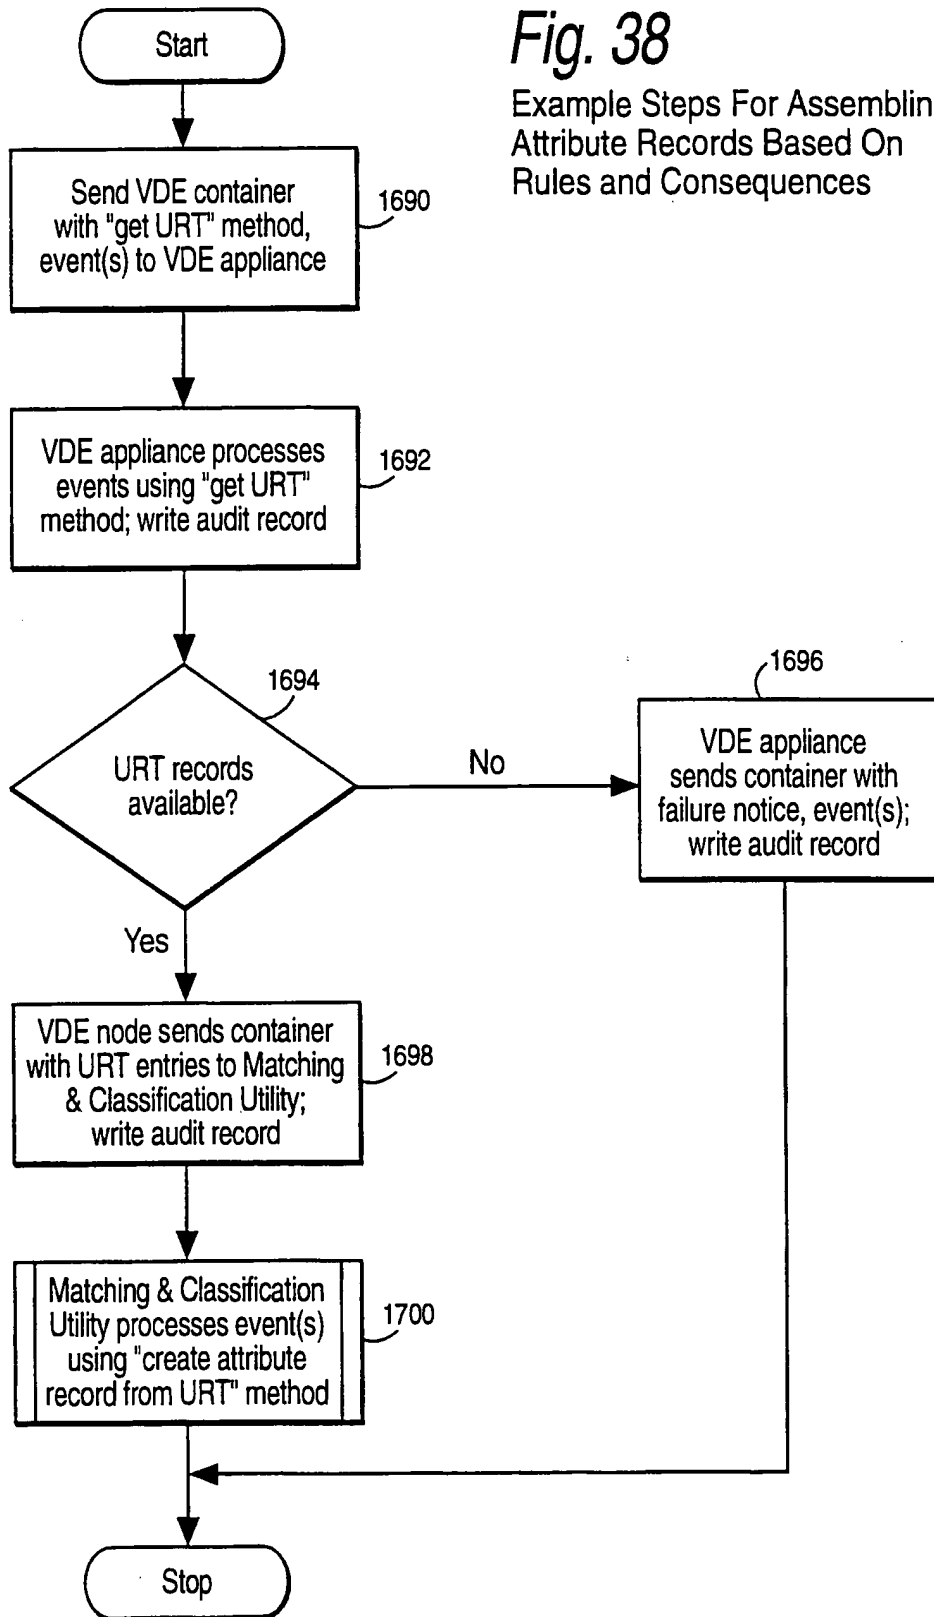 Fig. 38
Example Steps For Assemblin
Attribute Records Based On
Rules and Consequences
Start
Send VDE container
with "get URT" method,
event(s) to VDE appliance
1690
VDE appliance processes
events using "get URT"
method; write audit record
1692
1694
URT records
available?
No
Yes
1696
VDE appliance
sends container with
failure notice, event(s);
write audit record
VDE node sends container
with URT entries to Matching
& Classification Utility;
write audit record
1698
Matching & Classification
Utility processes event(s)
using "create attribute
record from URT" method
1700
Stop